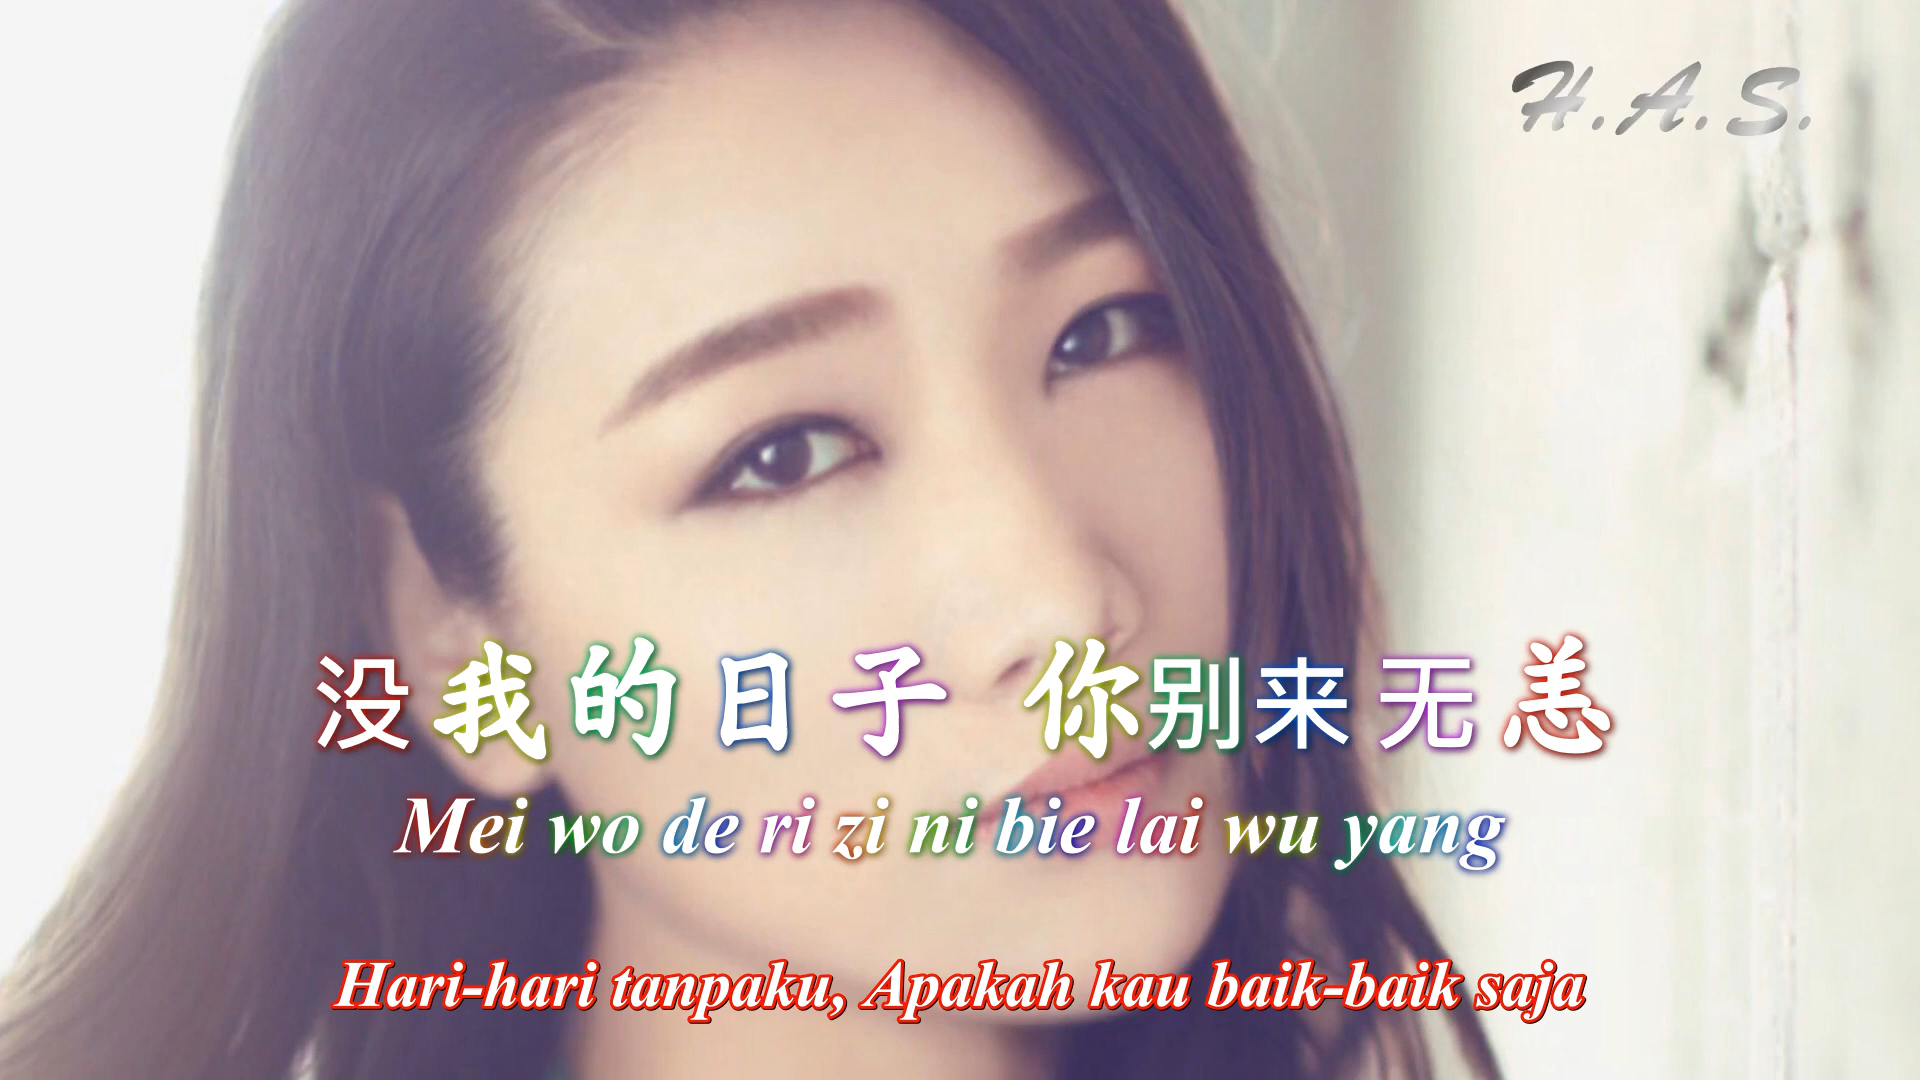 H.A.S.
没我的日子 你别来无恙
Mei wo de ri zi ni bie lai wu yang
Hari-hari tanpaku, Apakah kau baik-baik saja